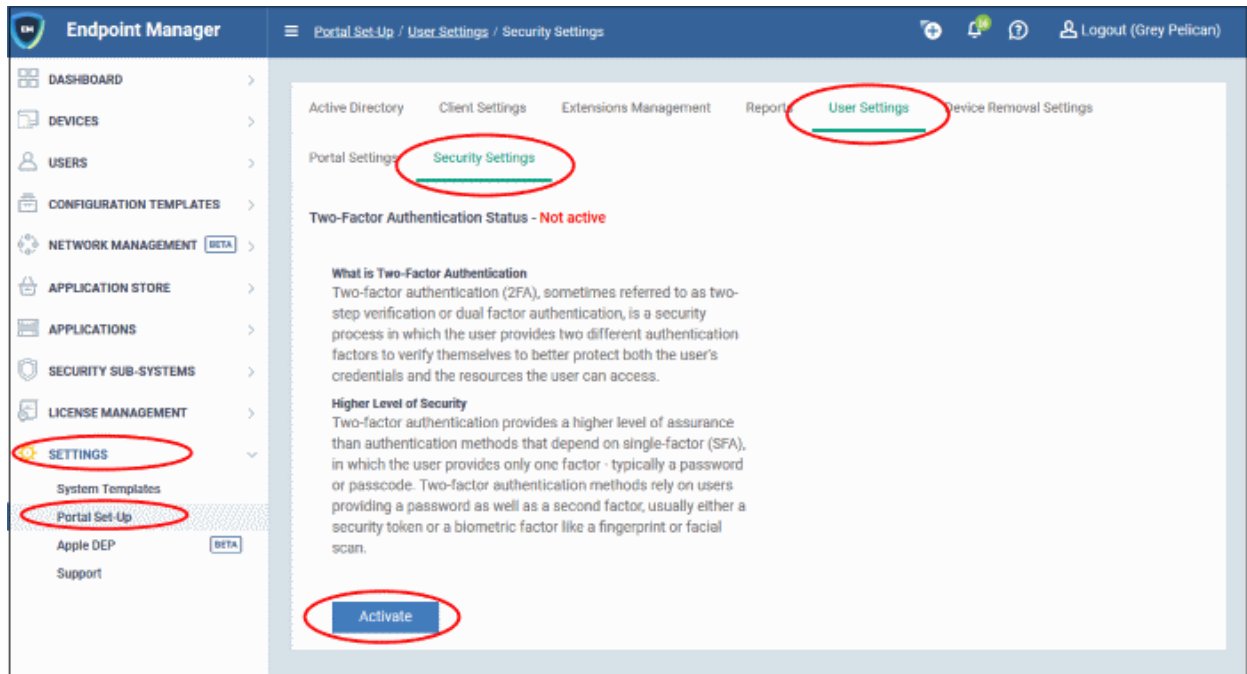 EM
Endpoint Manager
Portal Set-Up / User Settings / Security Settings
Logout (Grey Pelican)
DASHBOARD
DEVICES
USERS
CONFIGURATION TEMPLATES
NETWORK MANAGEMENT BETA
APPLICATION STORE
APPLICATIONS
SECURITY SUB-SYSTEMS
LICENSE MANAGEMENT
SETTINGS
System Templates
Portal Set-Up
Apple DEP BETA
Support
Active Directory Client Settings Extensions Management Reports User Settings Device Removal Settings
Portal Settings Security Settings
Two-Factor Authentication Status - Not active
What is Two-Factor Authentication
Two-factor authentication (2FA), sometimes referred to as two-
step verification or dual factor authentication, is a security
process in which the user provides two different authentication
factors to verify themselves to better protect both the user's
credentials and the resources the user can access.
Higher Level of Security
Two-factor authentication provides a higher level of assurance
than authentication methods that depend on single-factor (SFA),
in which the user provides only one factor - typically a password
or passcode. Two-factor authentication methods rely on users
providing a password as well as a second factor, usually either a
security token or a biometric factor like a fingerprint or facial
scan.
Activate